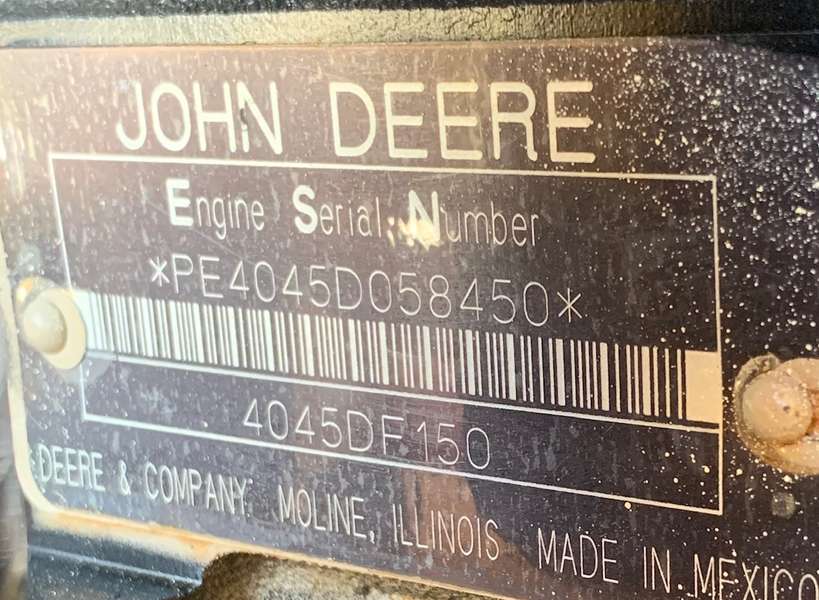 JOHN DEERE
Engine Serial Number
*PE4045D058450*
4045DF150
DEERE & COMPANY MOLINE, ILLINOIS MADE IN MEXICO